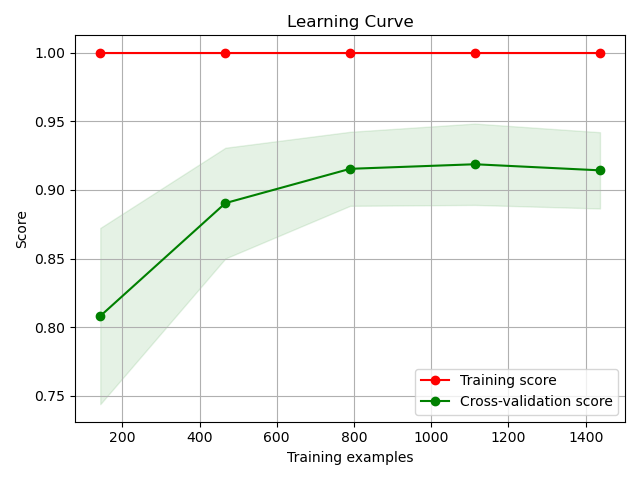 Learning Curve
1.00
0.95
0.90
0.85
0.80
0.75
Score
200
400
600
800
1000
1200
1400
Training examples
Training score
Cross-validation score